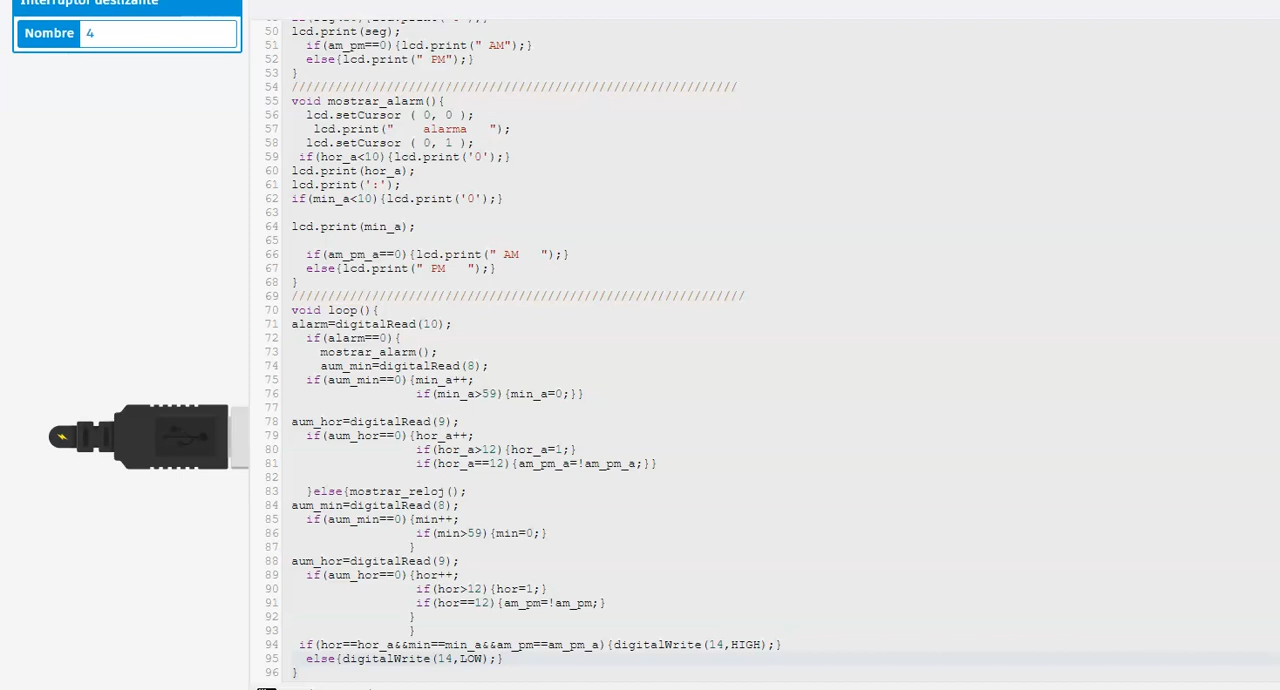 Interruptor deslizante
Nombre 4
50 lcd.print(seg);
51 if(am_pm==0){lcd.print(" AM");}
52 else{lcd.print(" PM");}
53 }
54 /////////////////////////////////////////////////////////////
55 void mostrar_alarm(){
56 lcd.setCursor ( 0, 0 );
57 lcd.print("    alarma   ");
58 lcd.setCursor ( 0, 1 );
59 if(hor_a<10){lcd.print('0');}
60 lcd.print(hor_a);
61 lcd.print(':');
62 if(min_a<10){lcd.print('0');}
63
64 lcd.print(min_a);
65
66 if(am_pm_a==0){lcd.print(" AM   ");}
67 else{lcd.print(" PM   ");}
68 }
69 //////////////////////////////////////////////////////////////
70 void loop(){
71 alarm=digitalRead(10);
72 if(alarm==0){
73 mostrar_alarm();
74 aum_min=digitalRead(8);
75 if(aum_min==0){min_a++;
76 if(min_a>59){min_a=0;}}
77
78 aum_hor=digitalRead(9);
79 if(aum_hor==0){hor_a++;
80 if(hor_a>12){hor_a=1;}
81 if(hor_a==12){am_pm_a=!am_pm_a;}}
82
83 }else{mostrar_reloj();
84 aum_min=digitalRead(8);
85 if(aum_min==0){min++;
86 if(min>59){min=0;}
87 }
88 aum_hor=digitalRead(9);
89 if(aum_hor==0){hor++;
90 if(hor>12){hor=1;}
91 if(hor==12){am_pm=!am_pm;}
92 }
93 }
94 if(hor==hor_a&&min==min_a&&am_pm==am_pm_a){digitalWrite(14,HIGH);}
95 else{digitalWrite(14,LOW);}
96 }